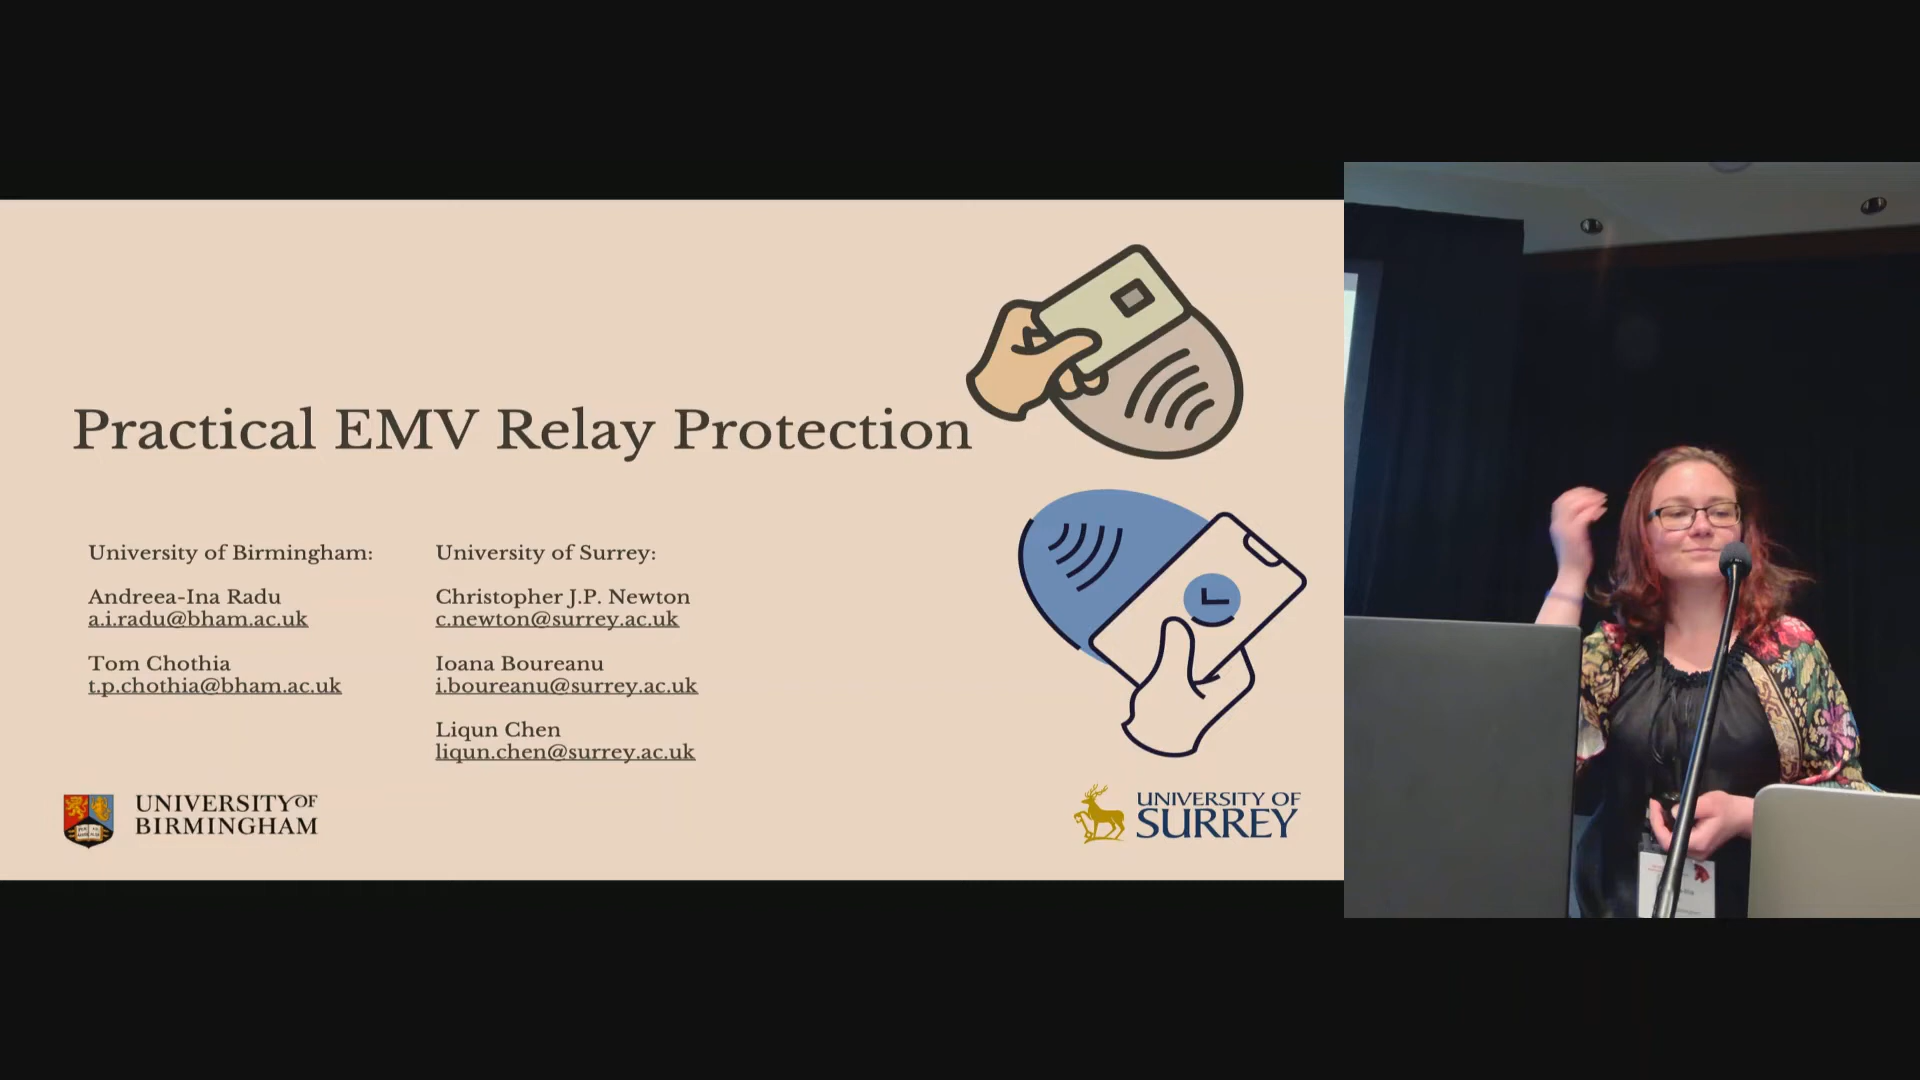 Practical EMV Relay Protection
University of Birmingham:
Andreea-Ina Radu
a.i.radu@bham.ac.uk
Tom Chothia
t.p.chothia@bham.ac.uk
University of Surrey:
Christopher J.P. Newton
c.newton@surrey.ac.uk
Ioana Boureanu
i.boureanu@surrey.ac.uk
Liqun Chen
liqun.chen@surrey.ac.uk
UNIVERSITY OF
BIRMINGHAM
UNIVERSITY OF
SURREY